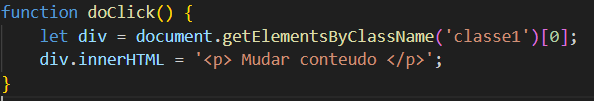 function doClick() {
    let div = document.getElementsByClassName('classe1')[0];
    div.innerHTML = '<p> Mudar conteudo </p>';
}